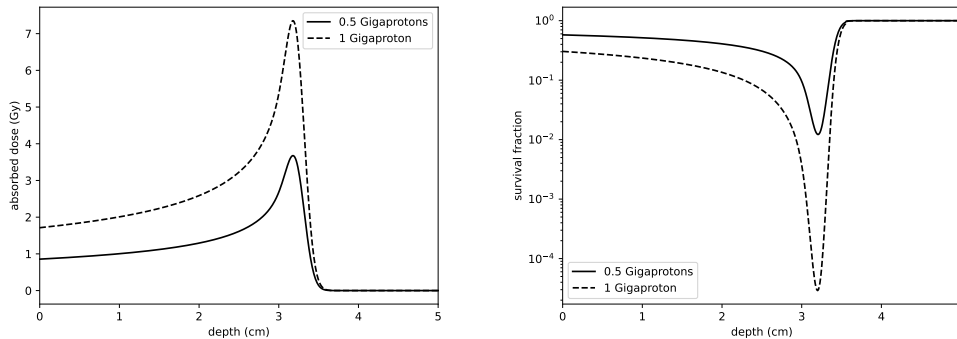 absorbed dose (Gy)
7
6
5
4
3
2
1
0
0 1 2 3 4 5
depth (cm)
0.5 Gigaprotons
1 Gigaproton
survival fraction
10⁰
10⁻¹
10⁻²
10⁻³
10⁻⁴
0 1 2 3 4
depth (cm)
0.5 Gigaprotons
1 Gigaproton